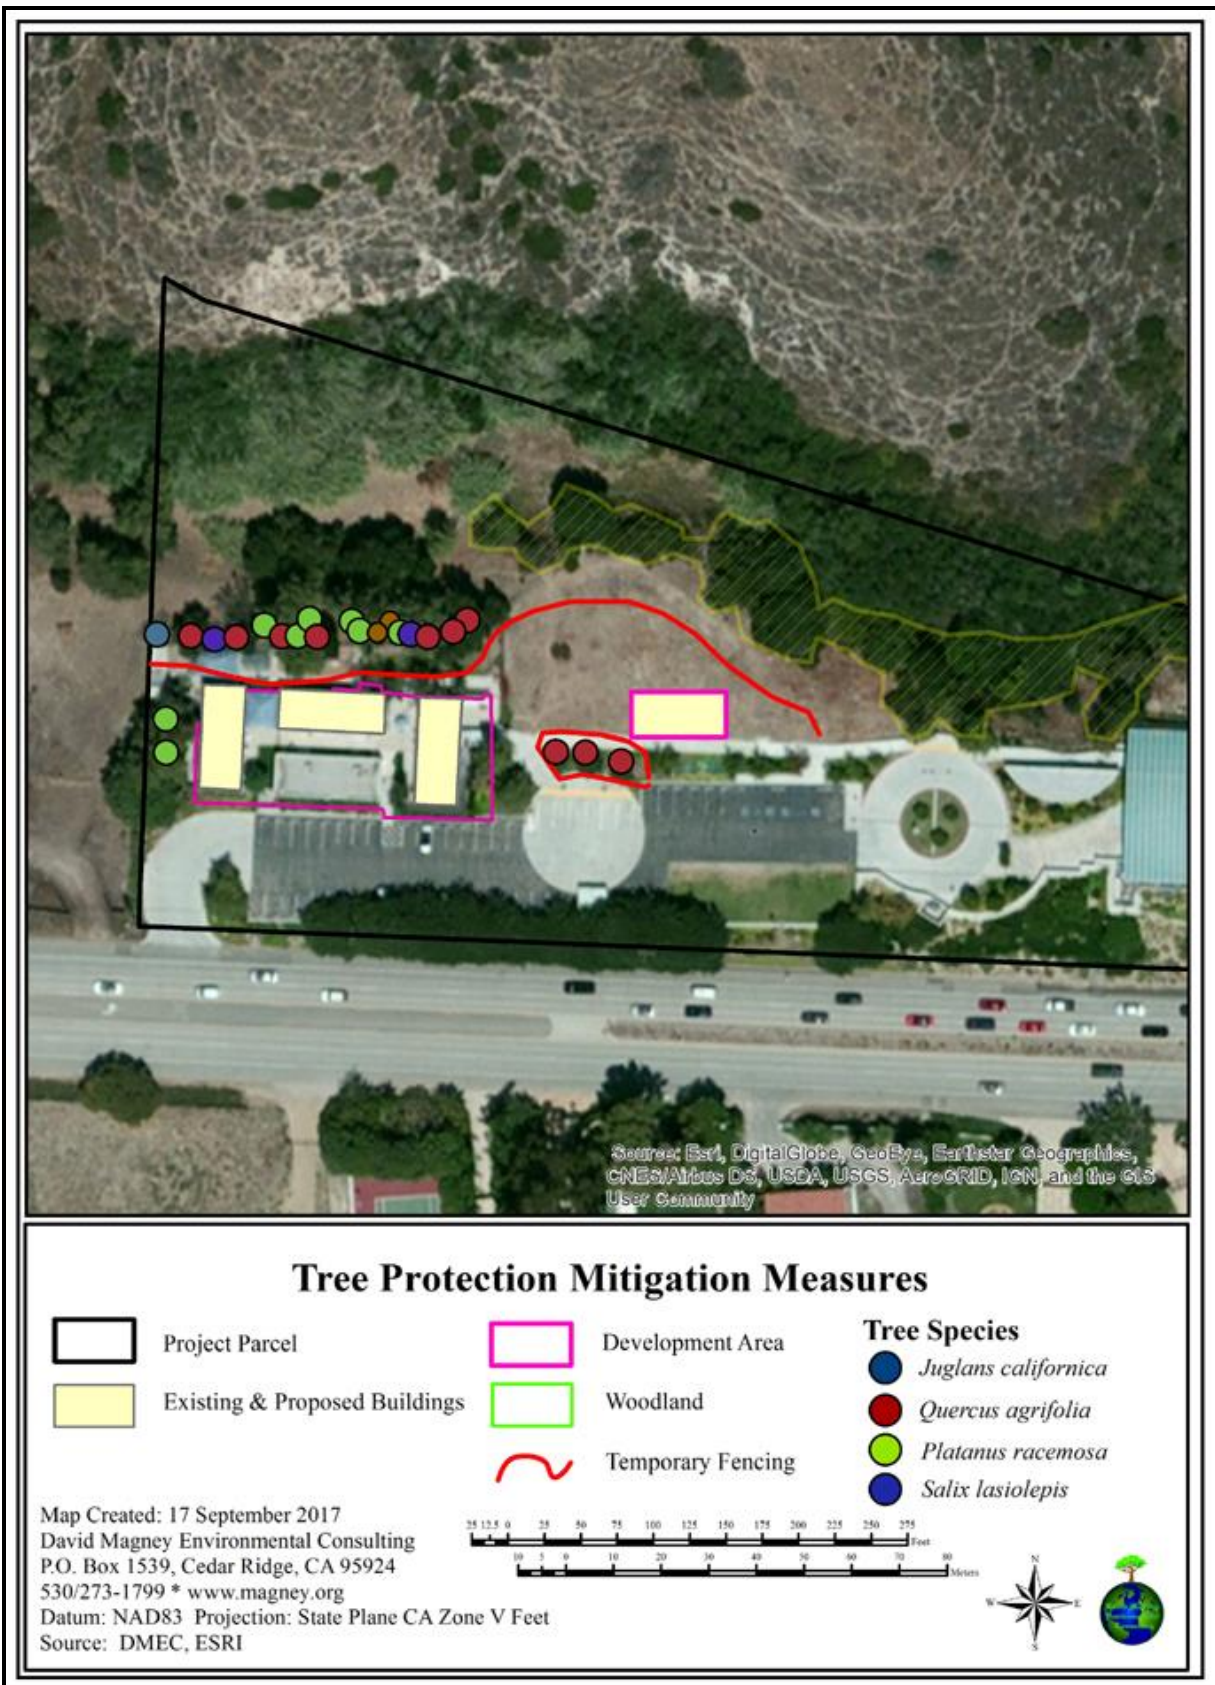 Source: Esri, DigitalGlobe, GeoEye, Earthstar Geographics,
CNES/Airbus DS, USDA, USGS, AeroGRID, IGN, and the GIS
User Community
Tree Protection Mitigation Measures
Project Parcel
Existing & Proposed Buildings
Development Area
Woodland
Temporary Fencing
Tree Species
Juglans californica
Quercus agrifolia
Platanus racemosa
Salix lasiolepis
Map Created: 17 September 2017
David Magney Environmental Consulting
P.O. Box 1539, Cedar Ridge, CA 95924
530/273-1799 * www.magney.org
Datum: NAD83 Projection: State Plane CA Zone V Feet
Source: DMEC, ESRI
25 12.5 0 25 50 75 100 125 150 175 200 225 250 275
Feet
10 5 0 10 20 30 40 50 60 70 80
Meters
N
W E
S